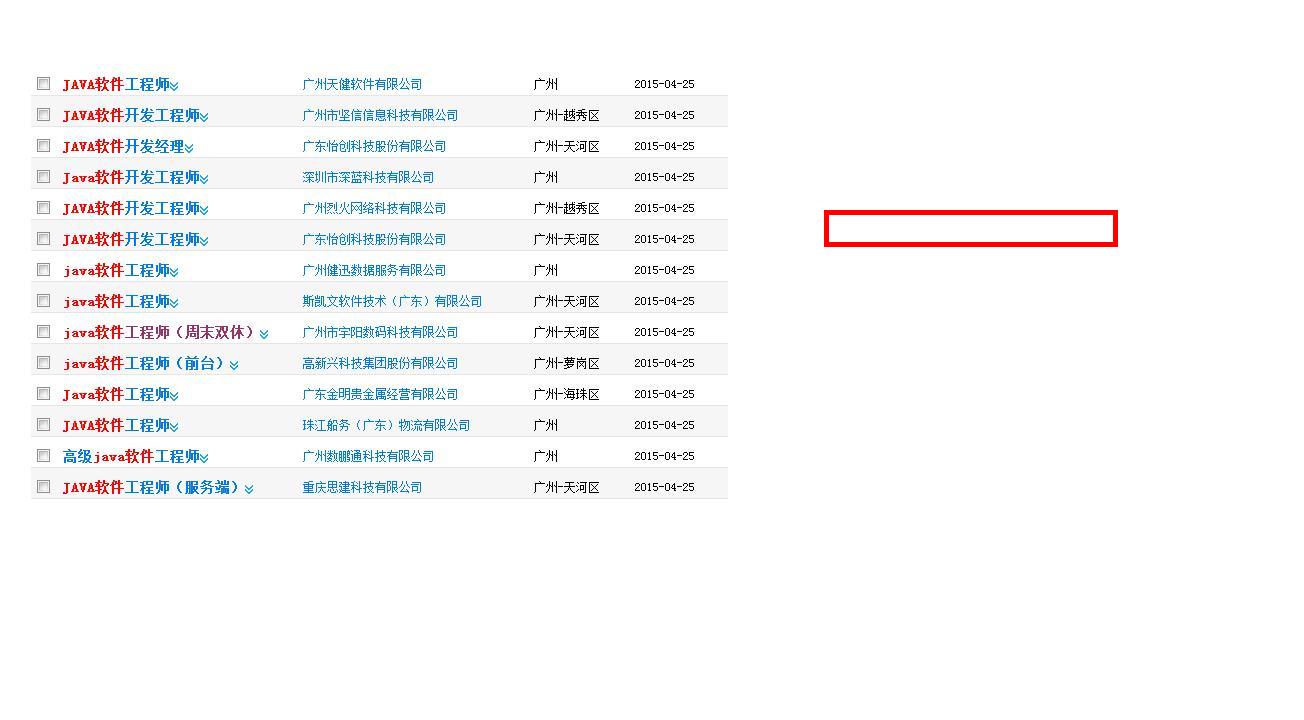 JAVA软件工程师 广州天健软件有限公司 广州 2015-04-25
JAVA软件开发工程师 广州市坚信信息科技有限公司 广州-越秀区 2015-04-25
JAVA软件开发经理 广东怡创科技股份有限公司 广州-天河区 2015-04-25
Java软件开发工程师 深圳市深蓝科技有限公司 广州 2015-04-25
JAVA软件开发工程师 广州烈火网络科技有限公司 广州-越秀区 2015-04-25
JAVA软件开发工程师 广东怡创科技股份有限公司 广州-天河区 2015-04-25
java软件工程师 广州健迅数据服务有限公司 广州 2015-04-25
java软件工程师 斯凯文软件技术（广东）有限公司 广州-天河区 2015-04-25
java软件工程师（周末双休） 广州市宇阳数码科技有限公司 广州-天河区 2015-04-25
java软件工程师（前台） 高新兴科技集团股份有限公司 广州-萝岗区 2015-04-25
Java软件工程师 广东金明贵金属经营有限公司 广州-海珠区 2015-04-25
JAVA软件工程师 珠江船务（广东）物流有限公司 广州 2015-04-25
高级java软件工程师 广州数鹏通科技有限公司 广州 2015-04-25
JAVA软件工程师（服务端） 重庆思建科技有限公司 广州-天河区 2015-04-25